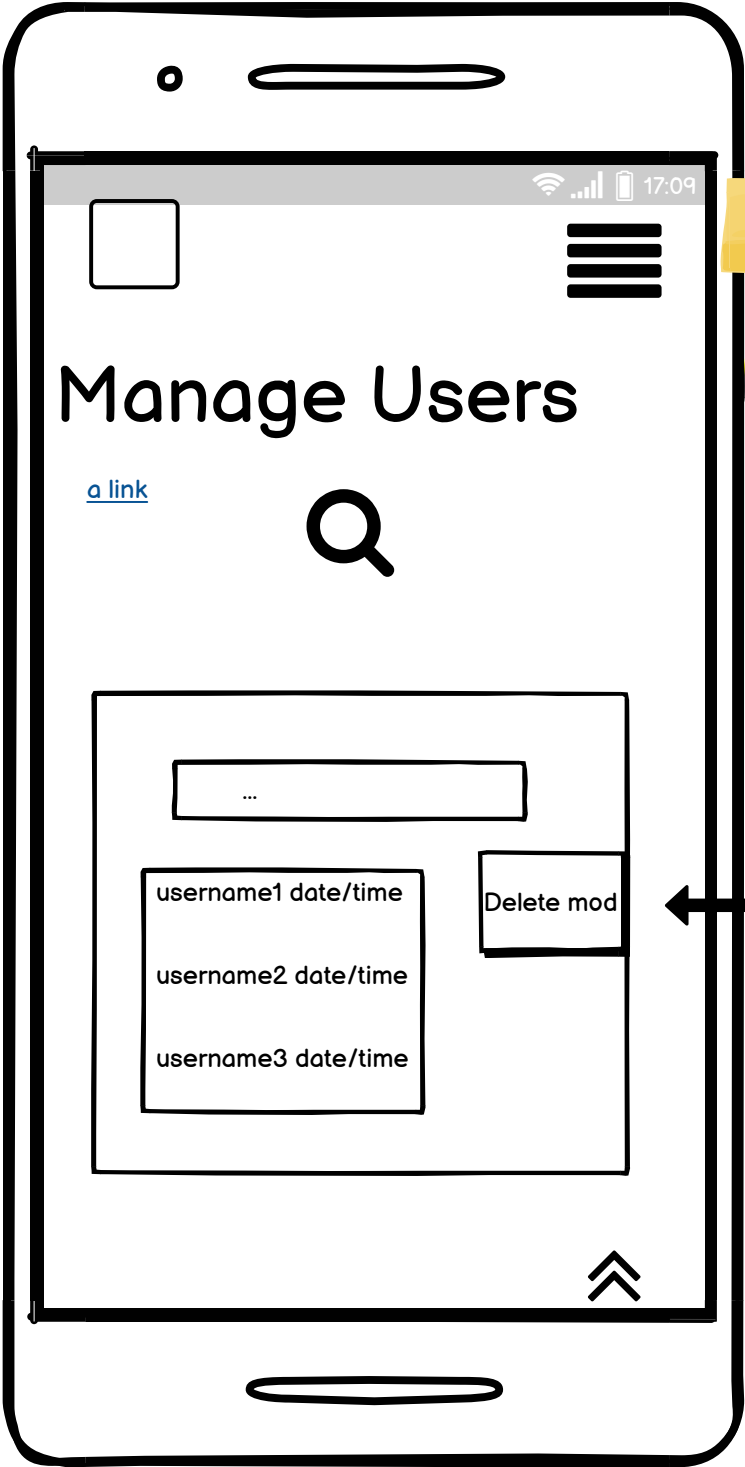 17:09
Manage Users
a link
...
username1 date/time
Delete mod
username2 date/time
username3 date/time